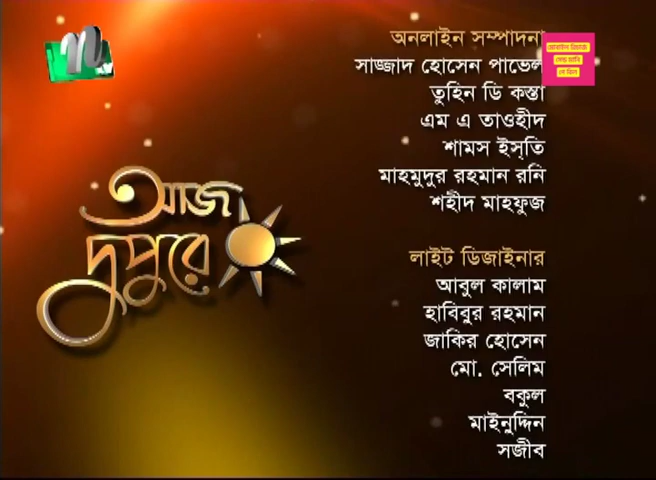 আজ
দুপুরে
অনলাইন সম্পাদনা
সাজ্জাদ হোসেন পাভেল
তুহিন ডি কস্তা
এম এ তাওহীদ
শামস ইস্‌তি
মাহমুদুর রহমান রনি
শহীদ মাহফুজ
লাইট ডিজাইনার
আবুল কালাম
হাবিবুর রহমান
জাকির হোসেন
মো. সেলিম
বকুল
মাইনুদ্দিন
সজীব